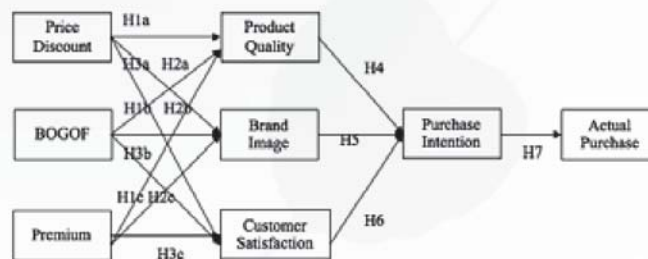 Price
Discount
H1a
Product
Quality
H3a
H2a
H4
H1b
H2b
BOGOF
Brand
Image
H5
Purchase
Intention
H7
Actual
Purchase
H3b
H1c
H2c
H6
Premium
Customer
Satisfaction
H3c